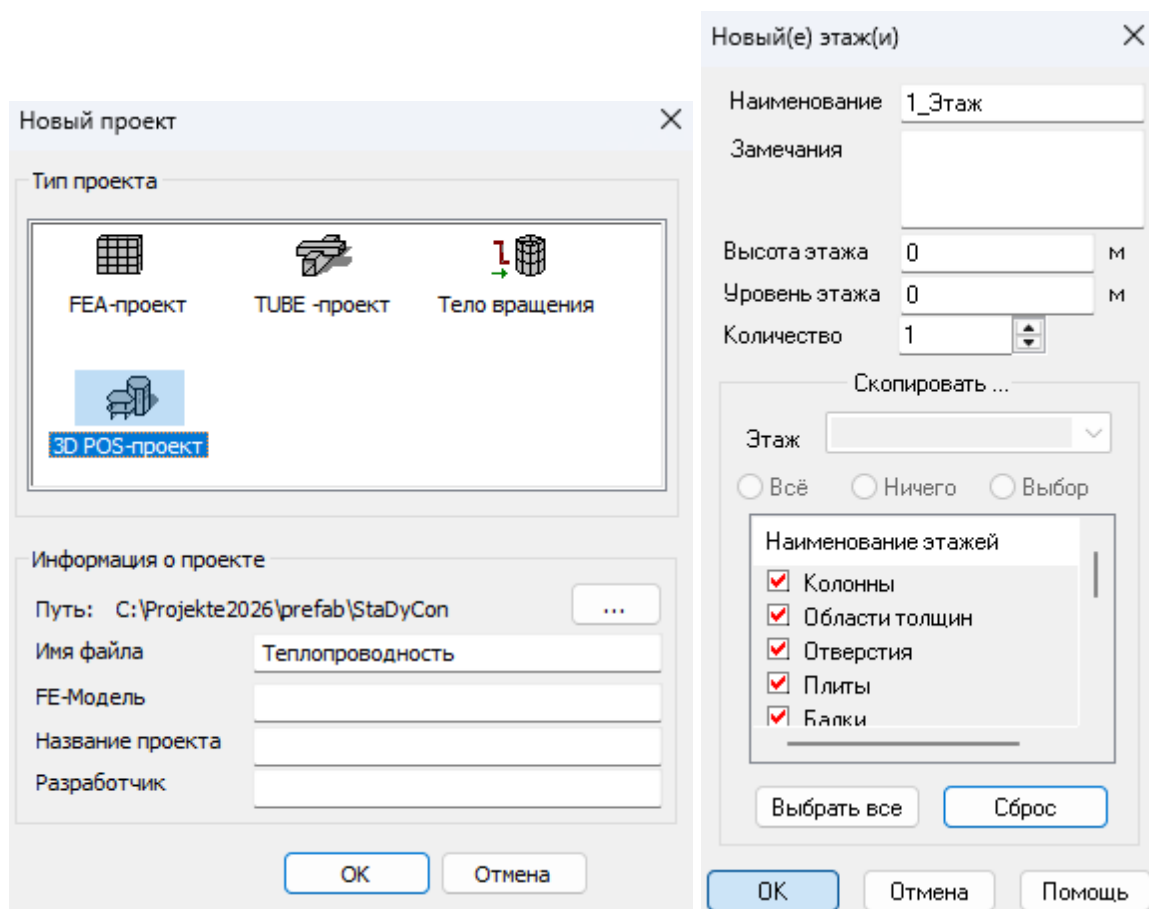 Новый проект
Тип проекта
FEA-проект
TUBE -проект
Тело вращения
3D POS-проект
Информация о проекте
Путь: C:\Projekte2026\prefab\StaDyCon
...
Имя файла Теплопроводность
FE-Модель
Название проекта
Разработчик
OK Отмена
Новый(е) этаж(и)
Наименование 1_Этаж
Замечания
Высота этажа 0 м
Уровень этажа 0 м
Количество 1
Скопировать ...
Этаж
Всё Ничего Выбор
Наименование этажей
Колонны
Области толщин
Отверстия
Плиты
Балки
Выбрать все Сброс
OK Отмена Помощь